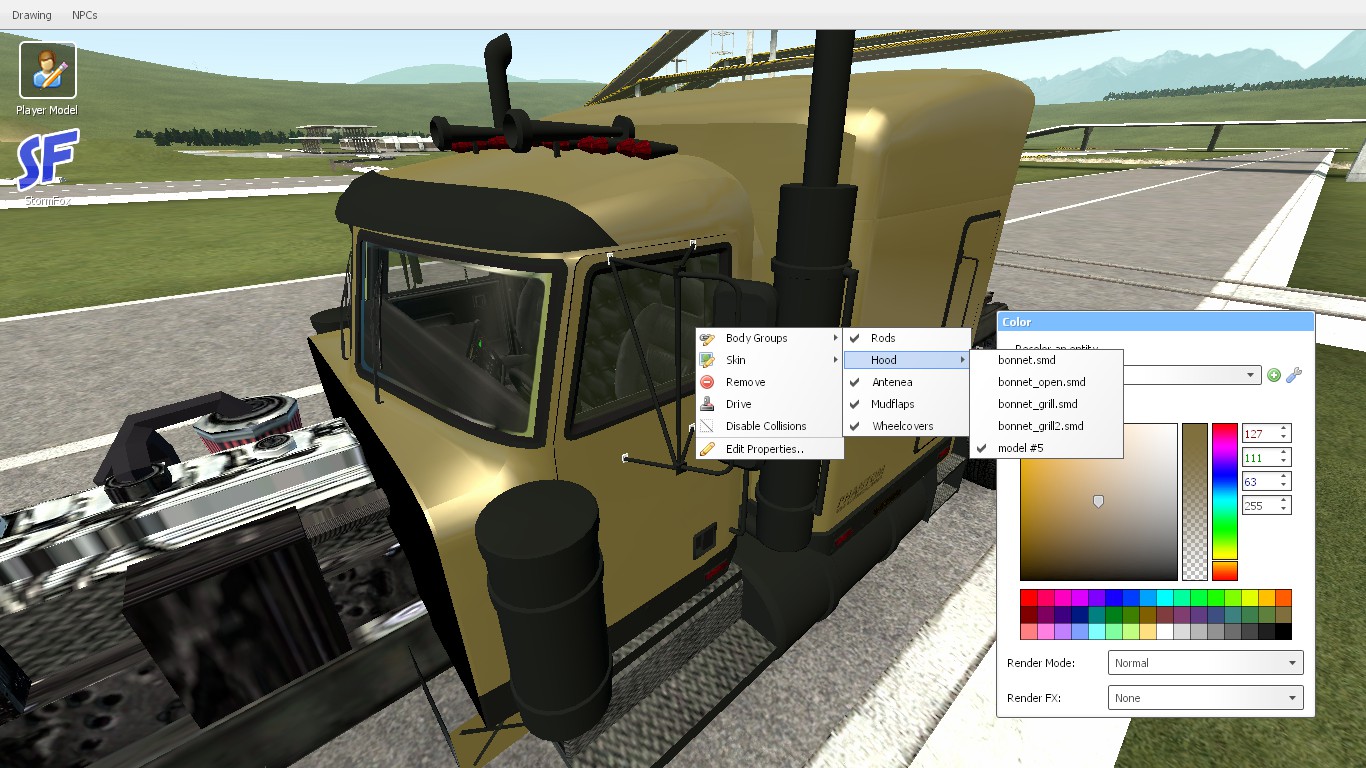 Drawing NPCs
Player Model
SF
StormFox
Body Groups
Skin
Remove
Drive
Disable Collisions
Edit Properties..
Rods
Hood
Antenea
Mudflaps
Wheelcovers
bonnet.smd
bonnet_open.smd
bonnet_grill.smd
bonnet_grill2.smd
model #5
Color
Recolor an entity
127
111
63
255
Render Mode: Normal
Render FX: None
PHANTOM